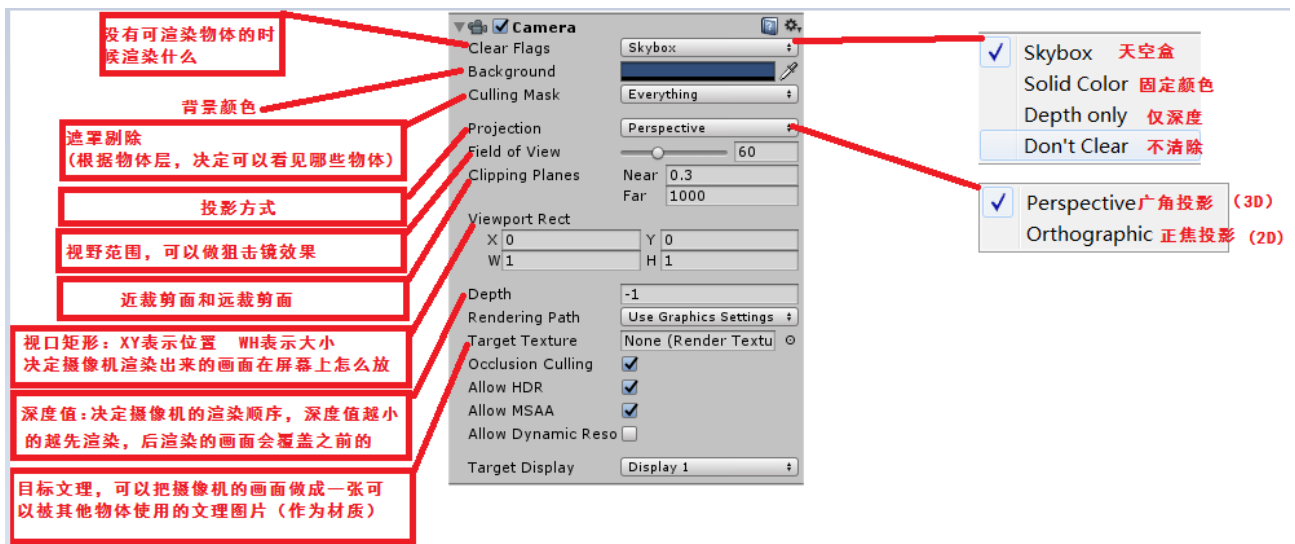 没有可渲染物体的时
候渲染什么
背景颜色
遮罩剔除
(根据物体层，决定可以看见哪些物体)
投影方式
视野范围，可以做狙击镜效果
近裁剪面和远裁剪面
视口矩形：XY表示位置 WH表示大小
决定摄像机渲染出来的画面在屏幕上怎么放
深度值：决定摄像机的渲染顺序，深度值越小
的越先渲染，后渲染的画面会覆盖之前的
目标文理，可以把摄像机的画面做成一张可
以被其他物体使用的文理图片（作为材质）
Camera
Clear Flags Skybox
Background
Culling Mask Everything
Projection Perspective
Field of View 60
Clipping Planes Near 0.3
Far 1000
Viewport Rect
X 0 Y 0
W 1 H 1
Depth -1
Rendering Path Use Graphics Settings
Target Texture None (Render Textu
Occlusion Culling
Allow HDR
Allow MSAA
Allow Dynamic Reso
Target Display Display 1
Skybox 天空盒
Solid Color 固定颜色
Depth only 仅深度
Don't Clear 不清除
Perspective广角投影 （3D）
Orthographic 正焦投影 (2D)